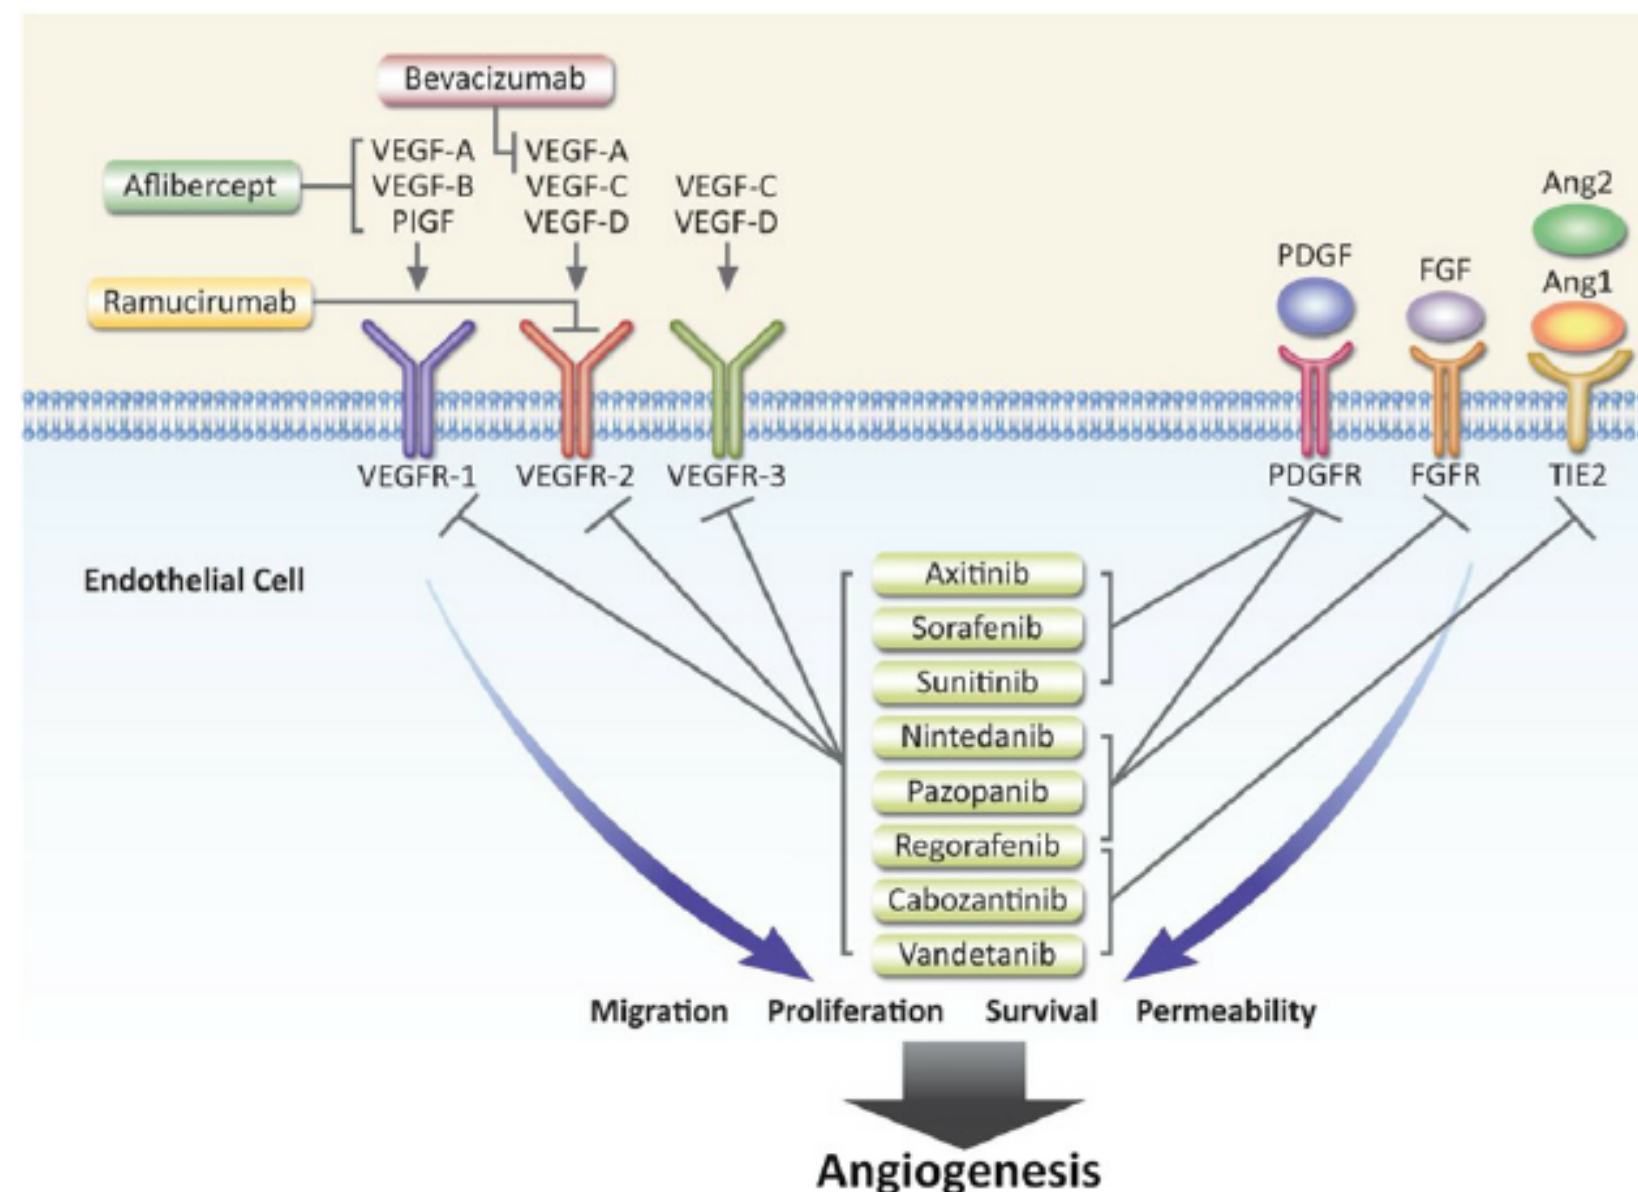 Bevacizumab
Aflibercept
VEGF-A
VEGF-B
PlGF
VEGF-A
VEGF-C
VEGF-D
VEGF-C
VEGF-D
Ramucirumab
PDGF
FGF
Ang2
Ang1
VEGFR-1
VEGFR-2
VEGFR-3
PDGFR
FGFR
TIE2
Endothelial Cell
Axitinib
Sorafenib
Sunitinib
Nintedanib
Pazopanib
Regorafenib
Cabozantinib
Vandetanib
Migration Proliferation Survival Permeability
Angiogenesis